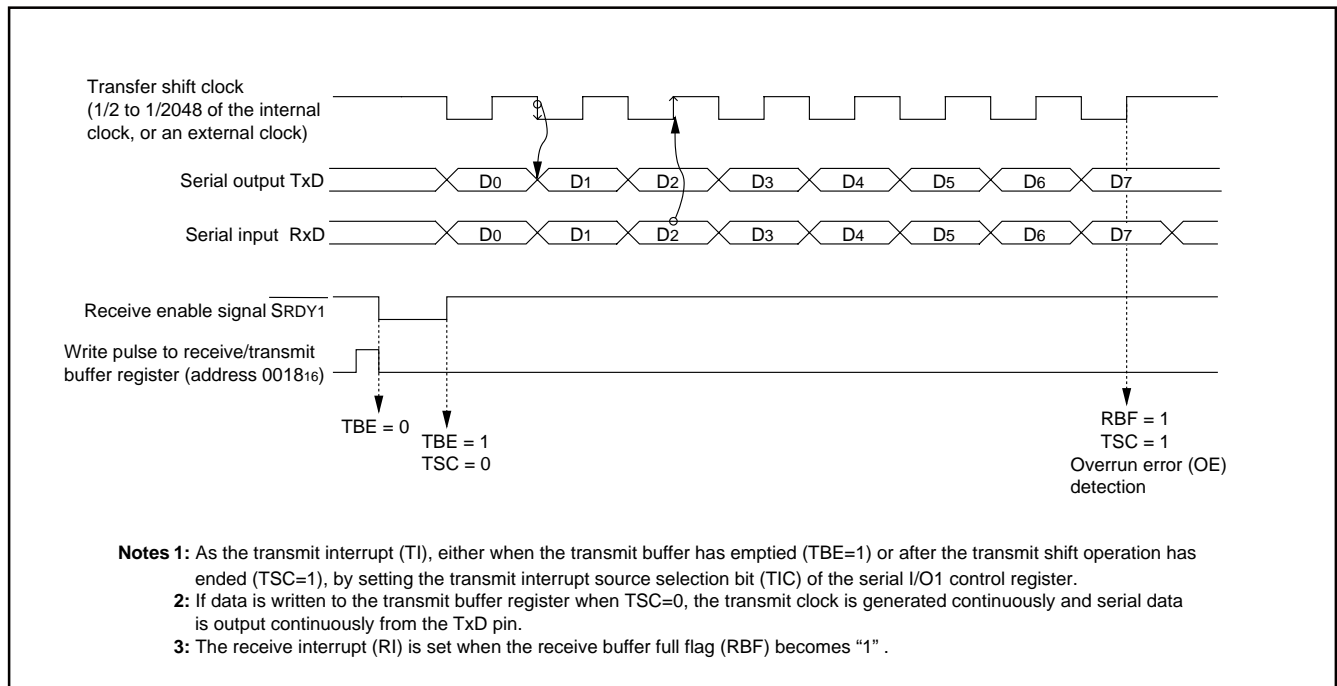 Transfer shift clock
(1/2 to 1/2048 of the internal
clock, or an external clock)
Serial output TxD
D0 D1 D2 D3 D4 D5 D6 D7
Serial input RxD
D0 D1 D2 D3 D4 D5 D6 D7
Receive enable signal SRDY1
Write pulse to receive/transmit
buffer register (address 001816)
TBE = 0
TBE = 1
TSC = 0
RBF = 1
TSC = 1
Overrun error (OE)
detection
Notes 1: As the transmit interrupt (TI), either when the transmit buffer has emptied (TBE=1) or after the transmit shift operation has
ended (TSC=1), by setting the transmit interrupt source selection bit (TIC) of the serial I/O1 control register.
2: If data is written to the transmit buffer register when TSC=0, the transmit clock is generated continuously and serial data
is output continuously from the TxD pin.
3: The receive interrupt (RI) is set when the receive buffer full flag (RBF) becomes “1” .